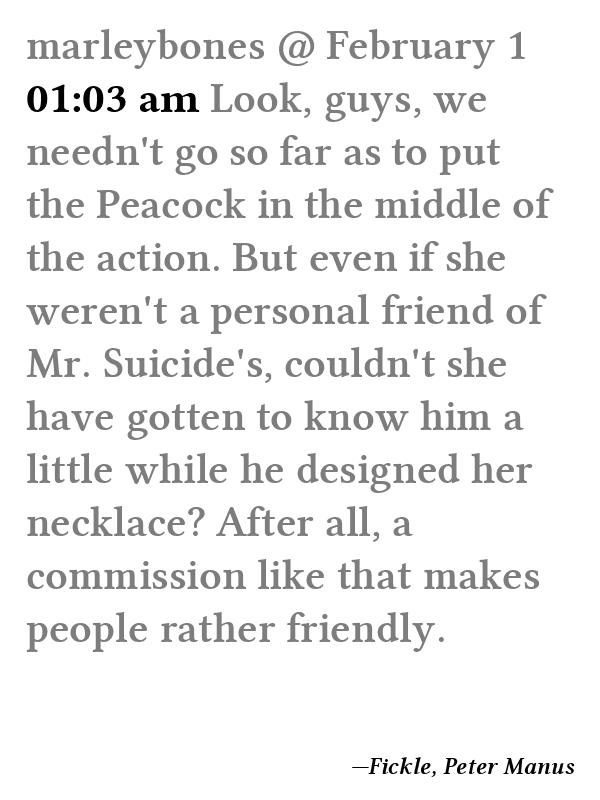 marleybones @ February 1
01:03 am Look, guys, we
needn't go so far as to put
the Peacock in the middle of
the action. But even if she
weren't a personal friend of
Mr. Suicide's, couldn't she
have gotten to know him a
little while he designed her
necklace? After all, a
commission like that makes
people rather friendly.
—Fickle, Peter Manus